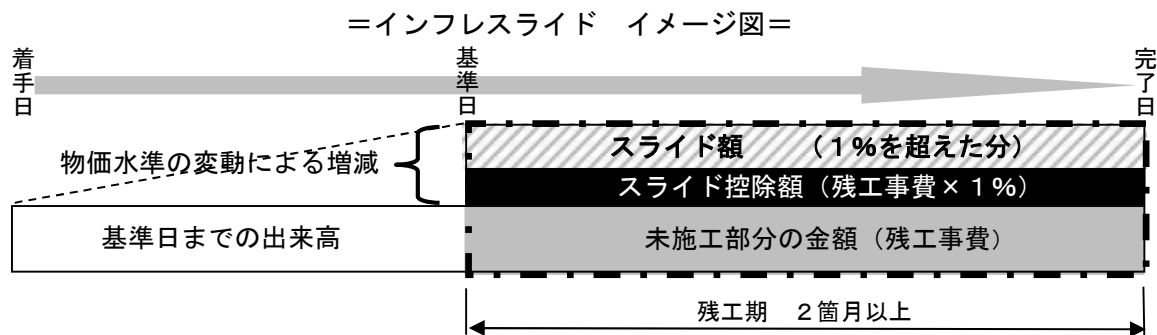 ＝インフレスライド　イメージ図＝
着手日
基準日
完了日
物価水準の変動による増減
スライド額　　（１％を超えた分）
スライド控除額（残工事費×１％）
基準日までの出来高
未施工部分の金額（残工事費）
残工期　２箇月以上